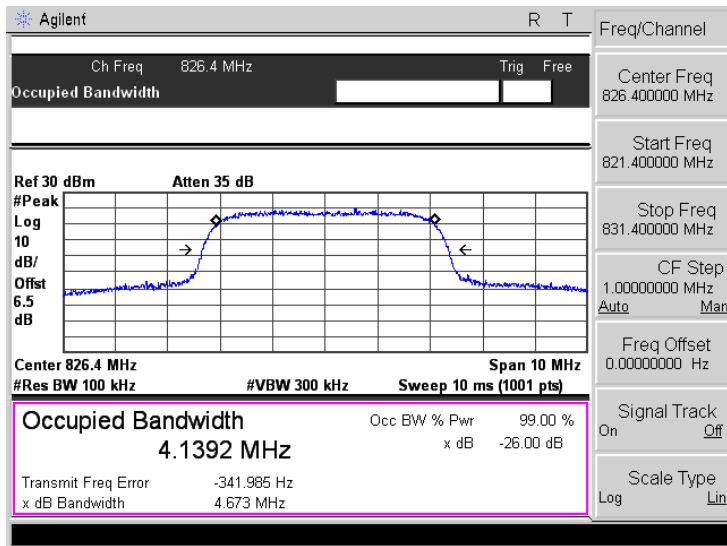 Agilent R T
Ch Freq 826.4 MHz Trig Free
Occupied Bandwidth
Ref 30 dBm Atten 35 dB
#Peak
Log
10
dB/
Offst
6.5
dB
Center 826.4 MHz Span 10 MHz
#Res BW 100 kHz #VBW 300 kHz Sweep 10 ms (1001 pts)
Occupied Bandwidth Occ BW % Pwr 99.00 %
4.1392 MHz x dB -26.00 dB
Transmit Freq Error -341.985 Hz
x dB Bandwidth 4.673 MHz
Freq/Channel
Center Freq
826.400000 MHz
Start Freq
821.400000 MHz
Stop Freq
831.400000 MHz
CF Step
1.00000000 MHz
Auto Man
Freq Offset
0.00000000 Hz
Signal Track
On Off
Scale Type
Log Lin